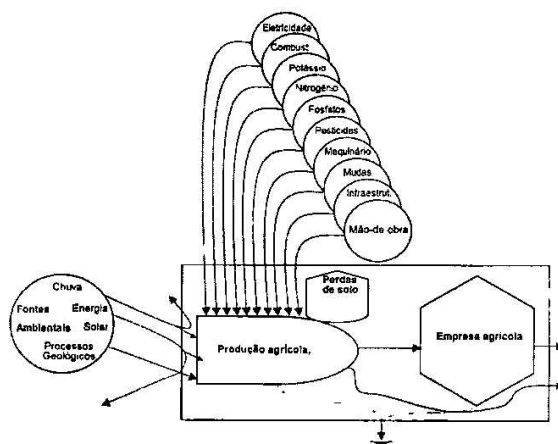 Eletricidade
Combust
Potássio
Nitrogênio
Fosfatos
Pesticidas
Maquinário
Mudas
Infraestrut.
Mão-de obra
Perdas
de solo
Chuva
Fontes Energia
Ambientais Solar
Processos
Geológicos
Produção agrícola,
Empresa agrícola